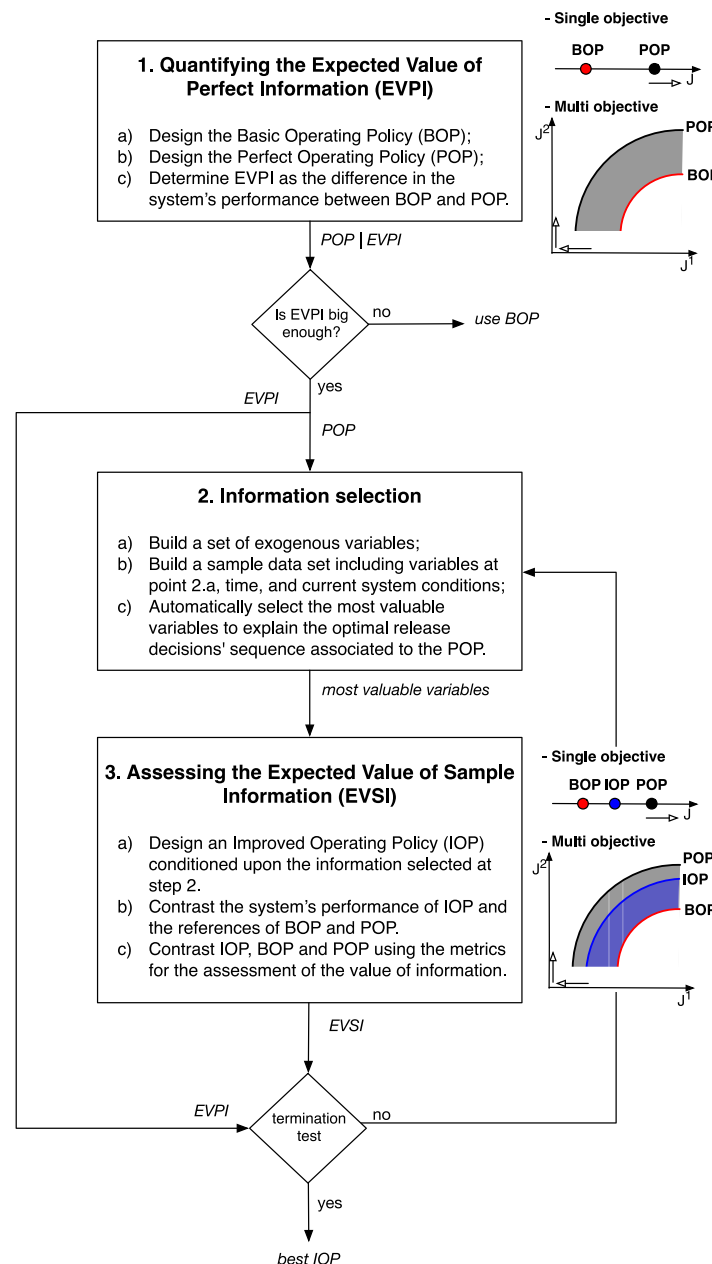 1. Quantifying the Expected Value of
Perfect Information (EVPI)
a) Design the Basic Operating Policy (BOP);
b) Design the Perfect Operating Policy (POP);
c) Determine EVPI as the difference in the
system's performance between BOP and POP.
- Single objective
BOP POP
J
- Multi objective
J2
POP
BOP
J1
POP | EVPI
Is EVPI big
enough?
no
use BOP
yes
EVPI
POP
2. Information selection
a) Build a set of exogenous variables;
b) Build a sample data set including variables at
point 2.a, time, and current system conditions;
c) Automatically select the most valuable
variables to explain the optimal release
decisions' sequence associated to the POP.
most valuable variables
3. Assessing the Expected Value of Sample
Information (EVSI)
a) Design an Improved Operating Policy (IOP)
conditioned upon the information selected at
step 2.
b) Contrast the system's performance of IOP and
the references of BOP and POP.
c) Contrast IOP, BOP and POP using the metrics
for the assessment of the value of information.
- Single objective
BOP IOP POP
J
- Multi objective
J2
POP
IOP
BOP
J1
EVSI
EVPI
termination
test
no
yes
best IOP